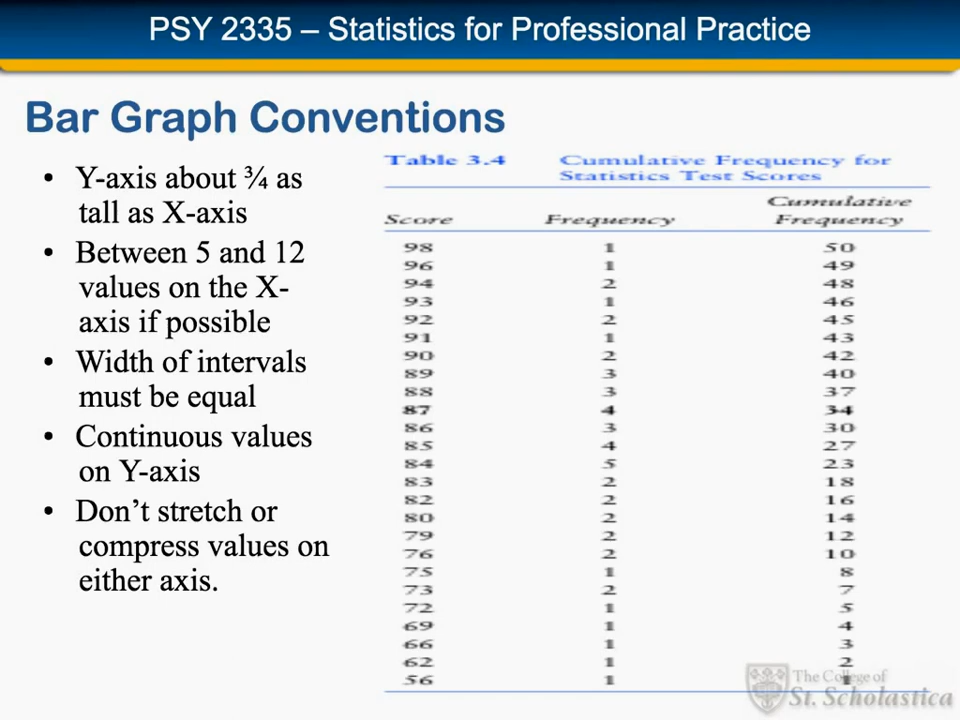 PSY 2335 – Statistics for Professional Practice
Bar Graph Conventions
• Y-axis about ¾ as
tall as X-axis
• Between 5 and 12
values on the X-
axis if possible
• Width of intervals
must be equal
• Continuous values
on Y-axis
• Don’t stretch or
compress values on
either axis.
Table 3.4 Cumulative Frequency for
Statistics Test Scores
Cumulative
Score Frequency Frequency
98 1 50
96 1 49
94 2 48
93 1 46
92 2 45
91 1 43
90 2 42
89 3 40
88 3 37
87 4 34
86 3 30
85 4 27
84 5 23
83 2 18
82 2 16
80 2 14
79 2 12
76 2 10
75 1 8
73 2 7
72 1 5
69 1 4
66 1 3
62 1 2
56 1 1
The College of
St. Scholastica